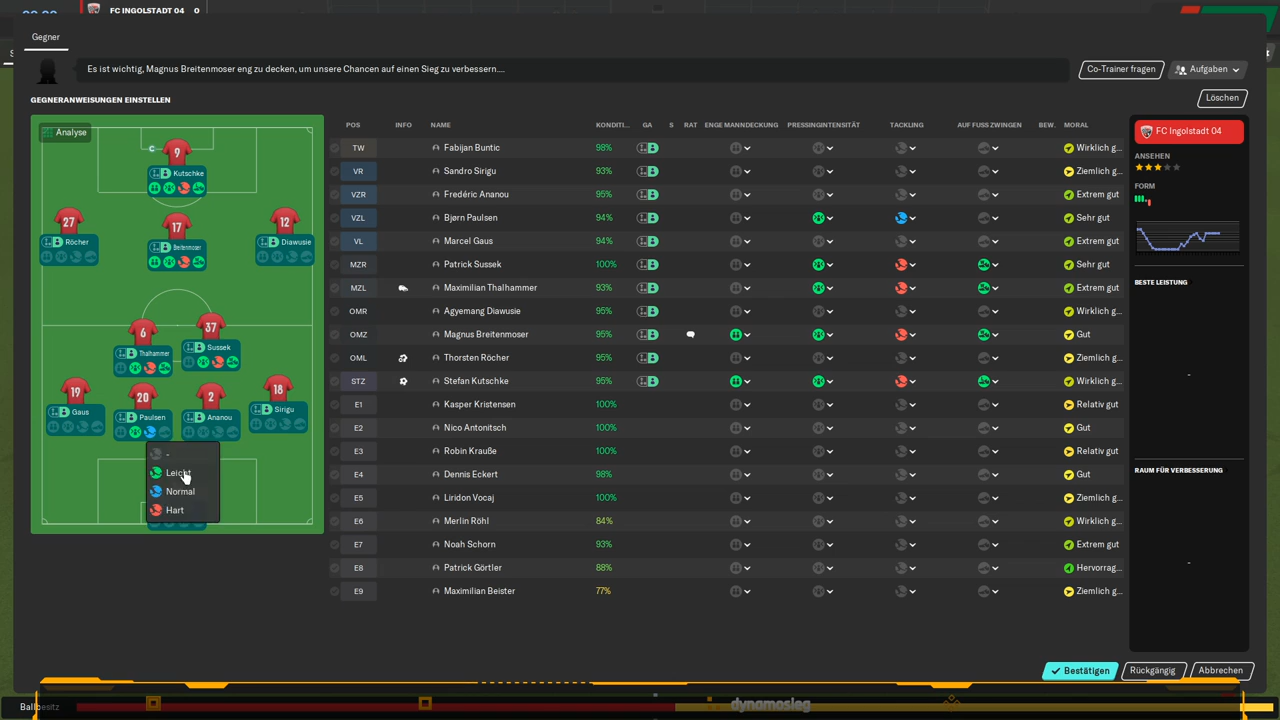 FC INGOLSTADT 04 0
Gegner
Es ist wichtig, Magnus Breitenmoser eng zu decken, um unsere Chancen auf einen Sieg zu verbessern....
Co-Trainer fragen
Aufgaben
GEGNERANWEISUNGEN EINSTELLEN
Löschen
Analyse
C
9
Kutschke
27
Röcher
17
Breitenmoser
12
Diawusie
6
Thalhammer
37
Sussek
19
Gaus
20
Paulsen
2
Ananou
18
Sirigu
-
Leicht
Normal
Hart
POS INFO NAME KONDITI... GA S RAT ENGE MANNDECKUNG PRESSINGINTENSITÄT TACKLING AUF FUSS ZWINGEN BEW. MORAL
TW Fabijan Buntic 98% Wirklich g...
VR Sandro Sirigu 93% Ziemlich g...
VZR Frederic Ananou 95% Extrem gut
VZL Bjørn Paulsen 94% Sehr gut
VL Marcel Gaus 94% Extrem gut
MZR Patrick Sussek 100% Sehr gut
MZL Maximilian Thalhammer 93% Extrem gut
OMR Agyemang Diawusie 95% Wirklich g...
OMZ Magnus Breitenmoser 95% Gut
OML Thorsten Röcher 95% Ziemlich g...
STZ Stefan Kutschke 95% Wirklich g...
E1 Kasper Kristensen 100% Relativ gut
E2 Nico Antonitsch 100% Gut
E3 Robin Krauße 100% Relativ gut
E4 Dennis Eckert 98% Gut
E5 Liridon Vocaj 100% Ziemlich g...
E6 Merlin Röhl 84% Wirklich g...
E7 Noah Schorn 93% Extrem gut
E8 Patrick Görtler 88% Hervorrag...
E9 Maximilian Beister 77% Ziemlich g...
FC Ingolstadt 04
ANSEHEN
FORM
BESTE LEISTUNG
-
RAUM FÜR VERBESSERUNG
-
Bestätigen
Rückgängig
Abbrechen
Ballbesitz
dynamosieg